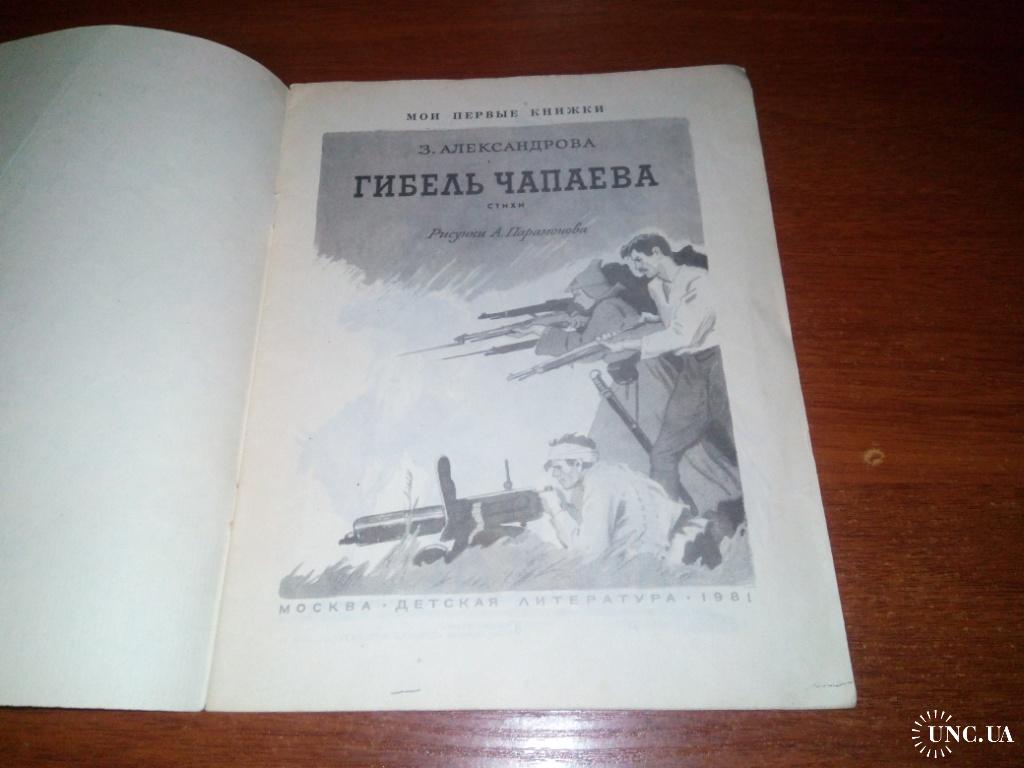 МОИ ПЕРВЫЕ КНИЖКИ
З. АЛЕКСАНДРОВА
ГИБЕЛЬ ЧАПАЕВА
СТИХИ
Рисунки А. Парамонова
МОСКВА · ДЕТСКАЯ ЛИТЕРАТУРА · 1981
UNC.UA